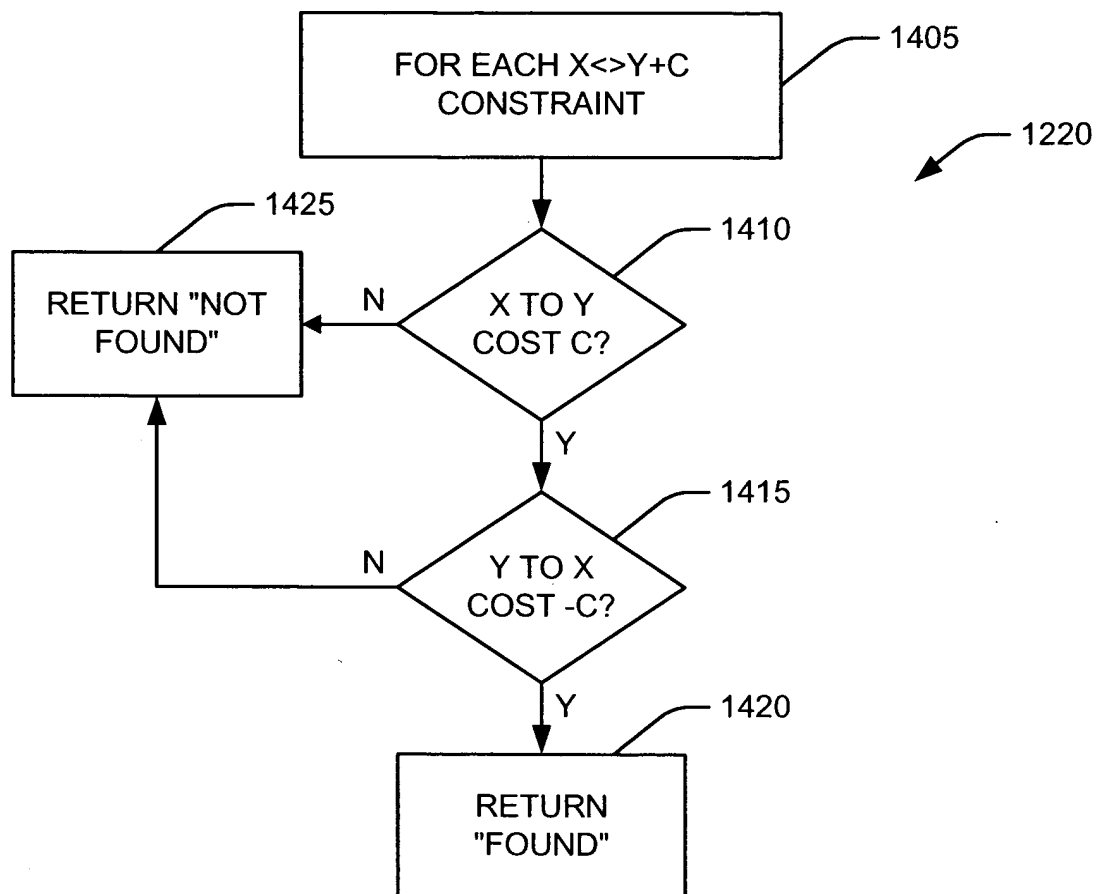 FOR EACH X<>Y+C
CONSTRAINT
1405
1220
1425
1410
RETURN "NOT
FOUND"
N
X TO Y
COST C?
Y
1415
N
Y TO X
COST -C?
Y
1420
RETURN
"FOUND"